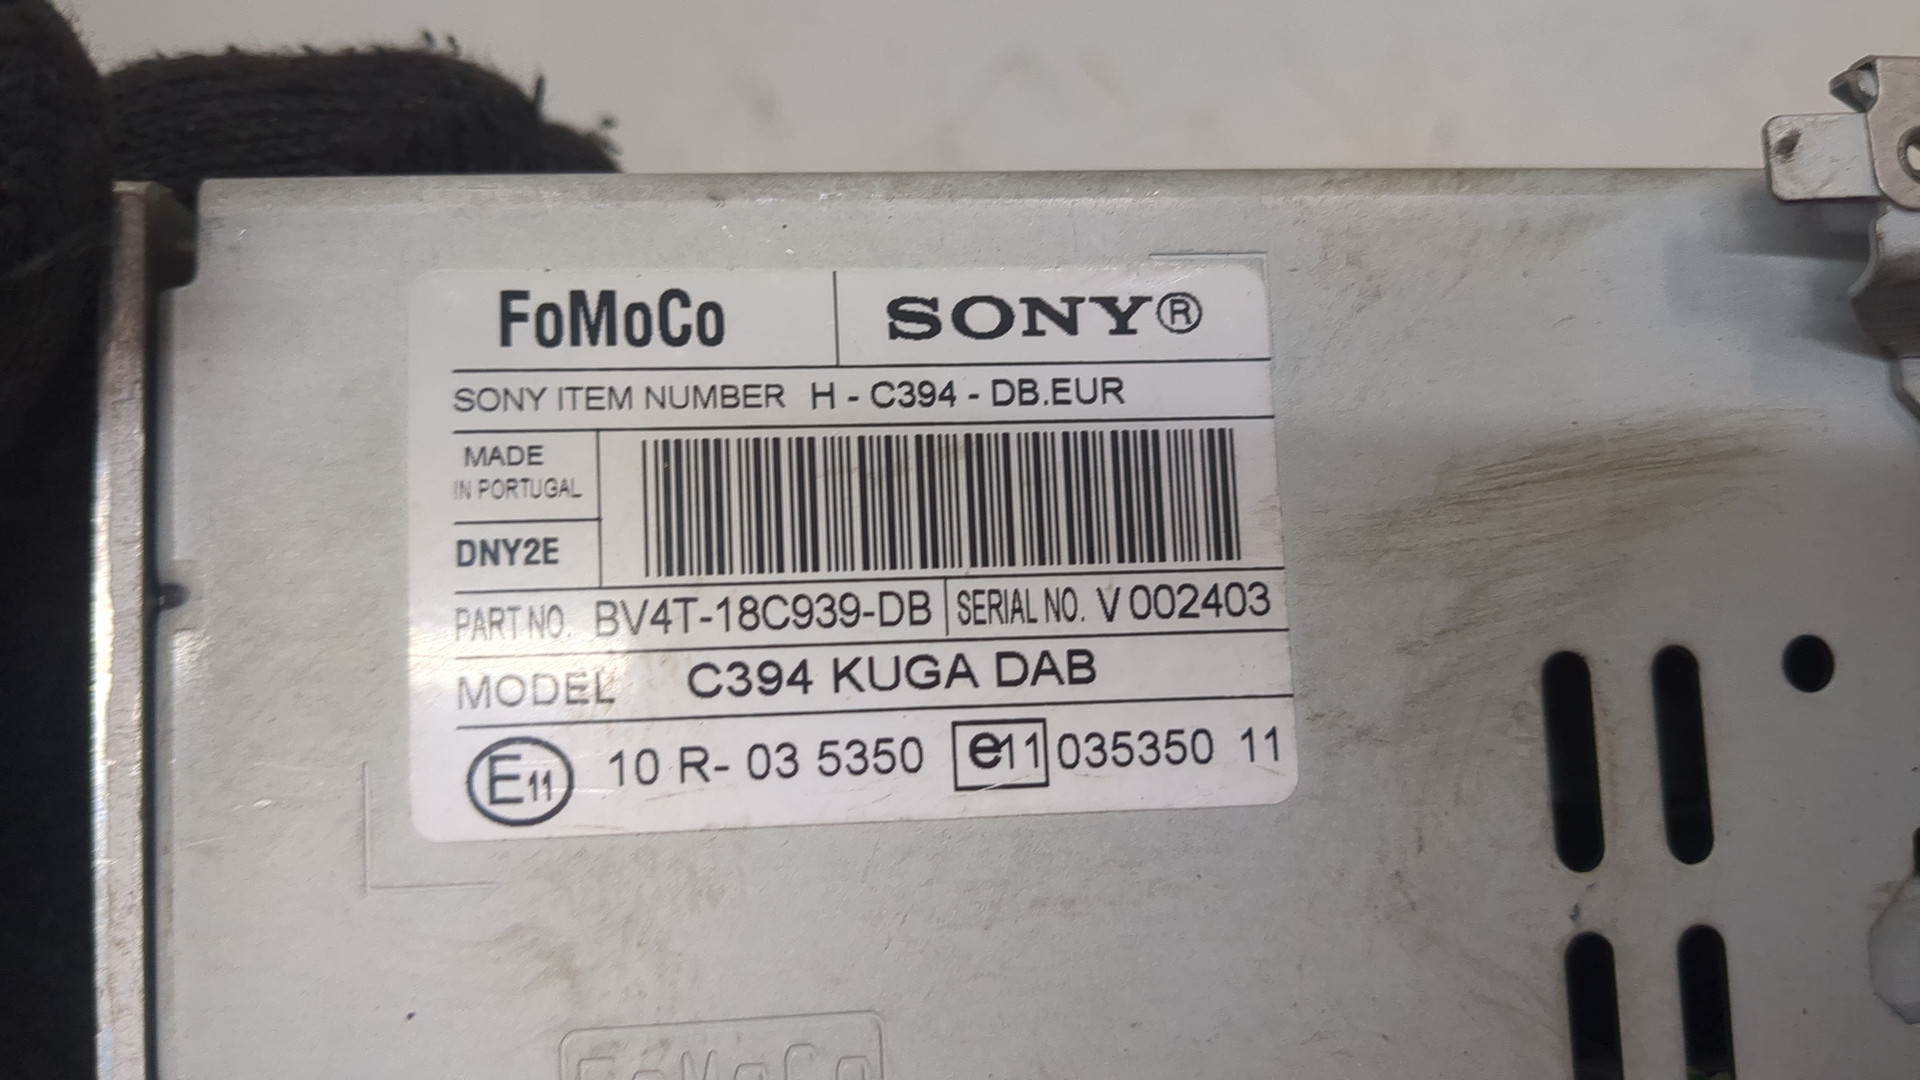 FoMoCo SONY®
SONY ITEM NUMBER H - C394 - DB.EUR
MADE
IN PORTUGAL
DNY2E
PART NO. BV4T-18C939-DB SERIAL NO. V 002403
MODEL C394 KUGA DAB
E11 10 R- 03 5350 e11 035350 11
FoMoCo